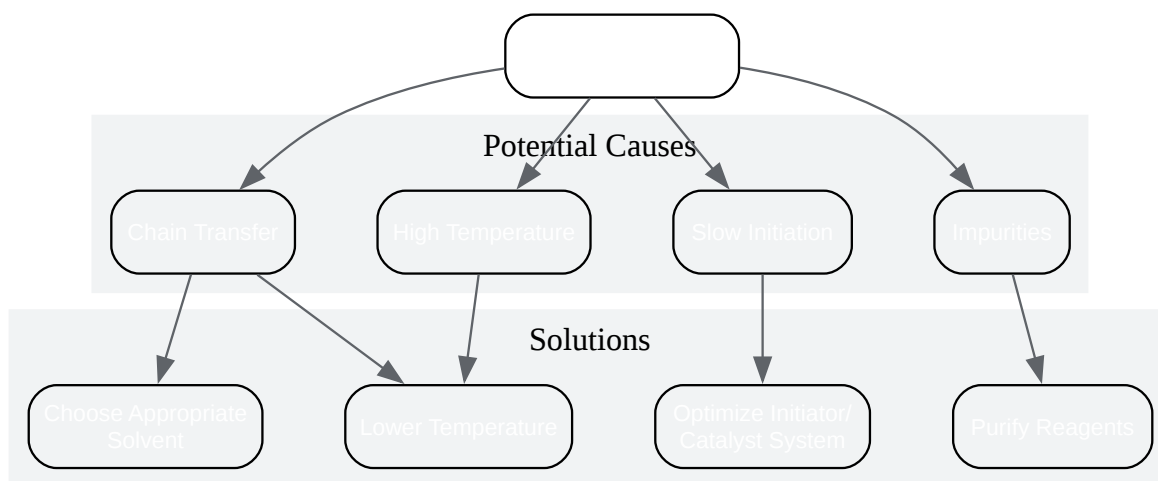 Potential Causes
Chain Transfer
High Temperature
Slow Initiation
Impurities
Solutions
Choose Appropriate
Solvent
Lower Temperature
Optimize Initiator/
Catalyst System
Purify Reagents